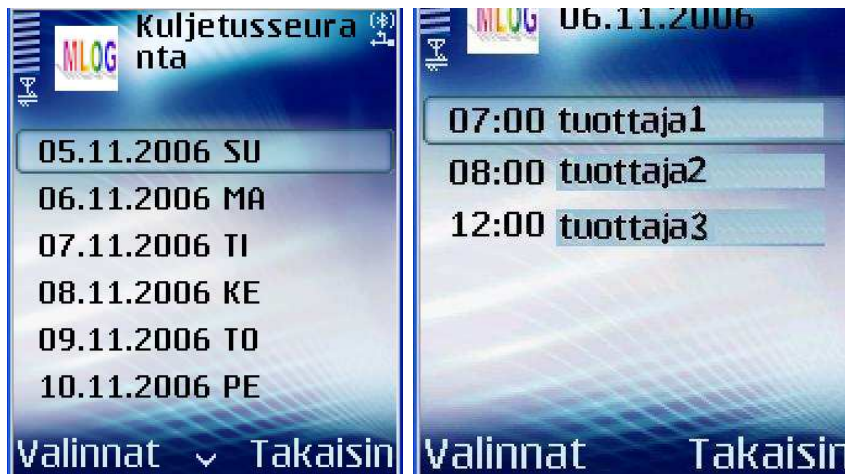 MLOG
Kuljetusseura
nta
05.11.2006 SU
06.11.2006 MA
07.11.2006 TI
08.11.2006 KE
09.11.2006 TO
10.11.2006 PE
Valinnat Takaisin
MLOG
06.11.2006
07:00 tuottaja1
08:00 tuottaja2
12:00 tuottaja3
Valinnat Takaisin